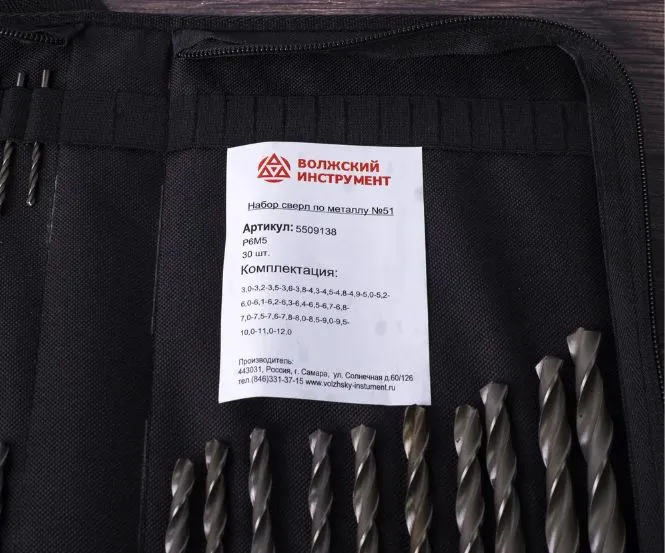 ВОЛЖСКИЙ
ИНСТРУМЕНТ
Набор сверл по металлу №51
Артикул: 5509138
Р6М5
30 шт.
Комплектация:
3,0-3,2-3,5-3,6-3,8-4,3-4,5-4,8-4,9-5,0-5,2-
6,0-6,1-6,2-6,3-6,4-6,5-6,7-6,8-
7,0-7,5-7,6-7,8-8,0-8,5-9,0-9,5-
10,0-11,0-12.0
Производитель:
443031, Россия, г. Самара, ул. Солнечная д.60/126
тел.(846)331-37-15 www.volzhsky-instument.ru